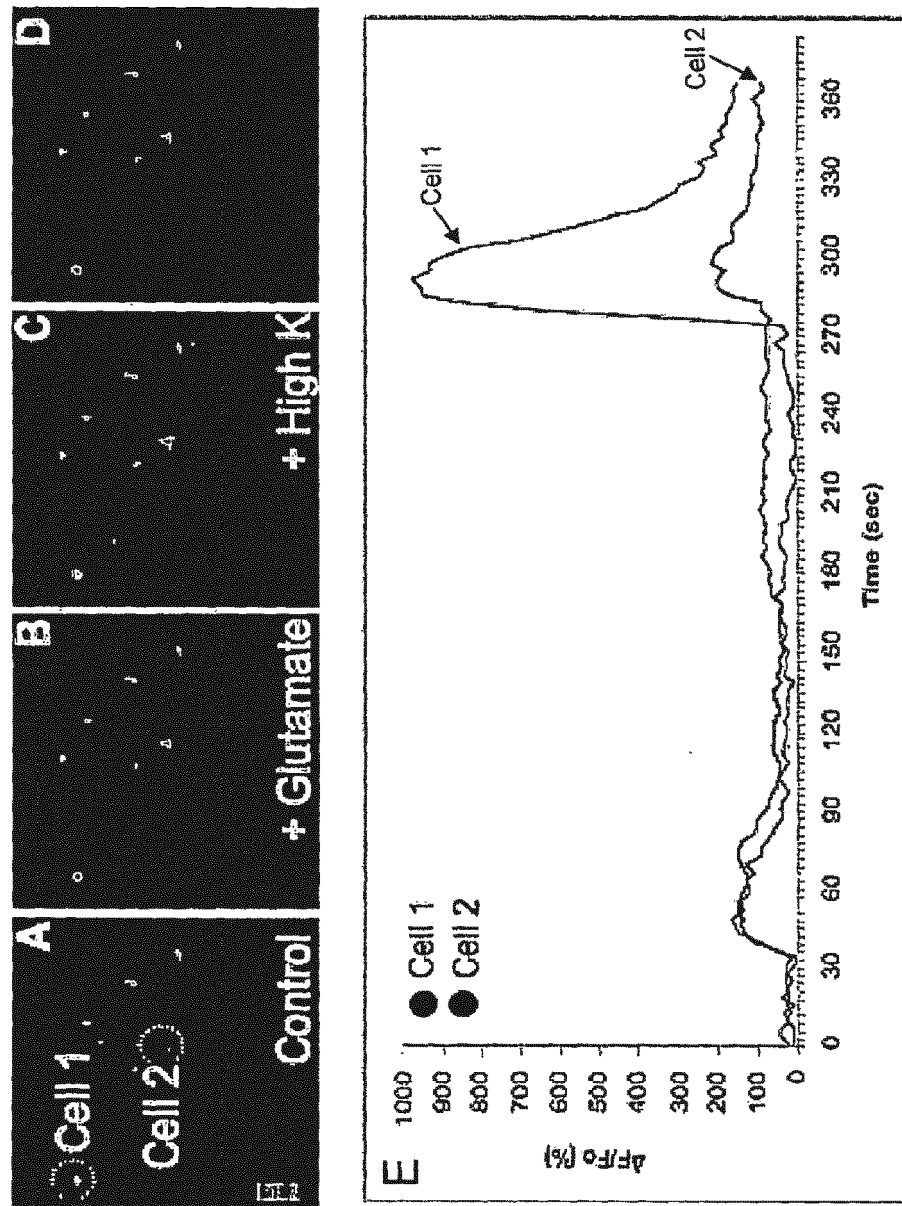 A
Cell 1
Cell 2
Control
B
+ Glutamate
C
+ High K
D
E
Cell 1
Cell 2
Cell 1
Cell 2
ΔF/Fo (%)
1000
900
800
700
600
500
400
300
200
100
0
0
30
60
90
120
150
180
210
240
270
300
330
360
Time (sec)